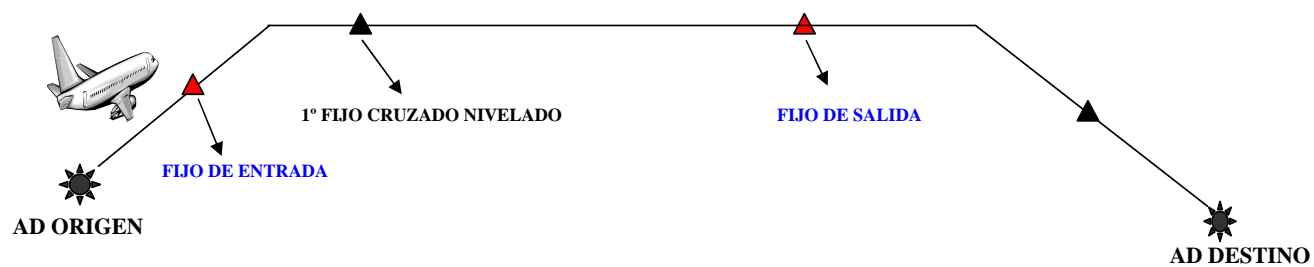 1º FIJO CRUZADO NIVELADO
FIJO DE SALIDA
FIJO DE ENTRADA
AD ORIGEN
AD DESTINO